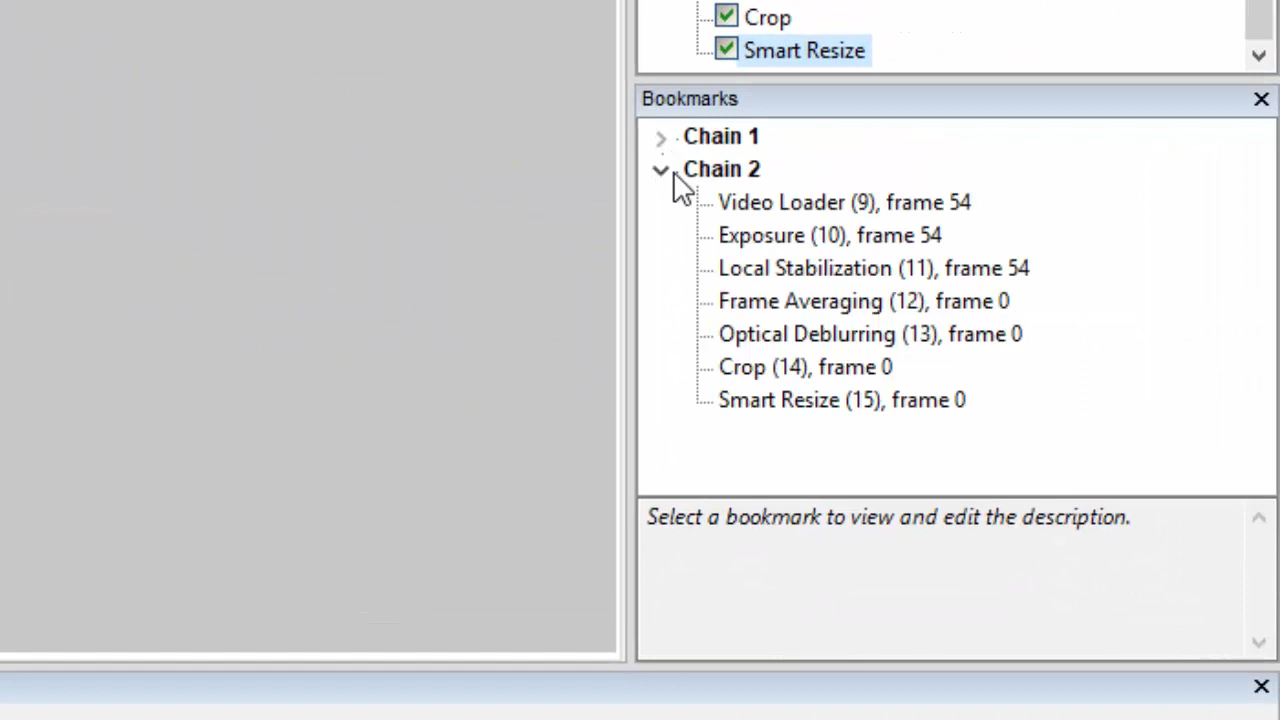 Crop
Smart Resize
Bookmarks
Chain 1
Chain 2
Video Loader (9), frame 54
Exposure (10), frame 54
Local Stabilization (11), frame 54
Frame Averaging (12), frame 0
Optical Deblurring (13), frame 0
Crop (14), frame 0
Smart Resize (15), frame 0
Select a bookmark to view and edit the description.